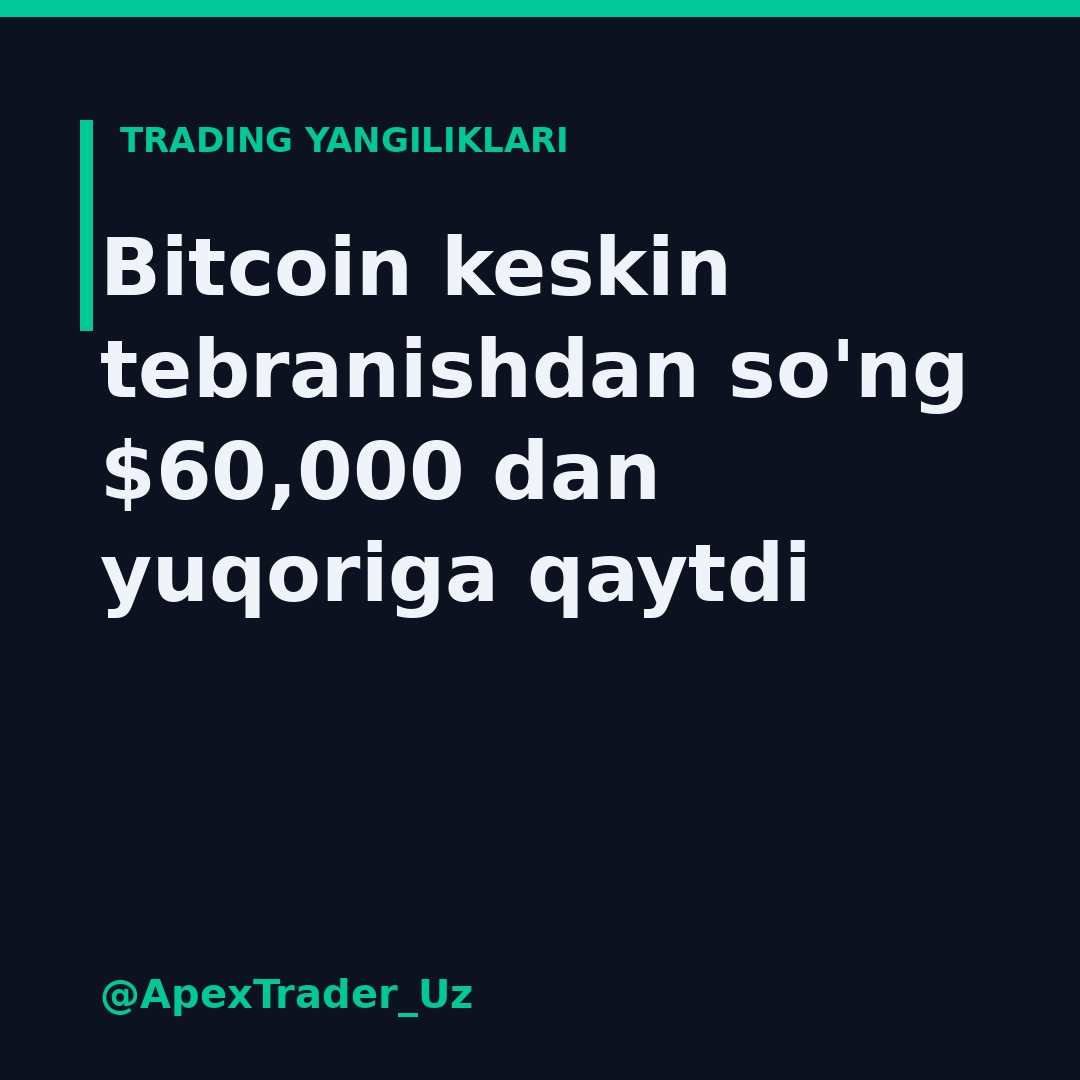 TRADING YANGILIKLARI
Bitcoin keskin
tebranishdan so'ng
$60,000 dan
yuqoriga qaytdi
@ApexTrader_Uz